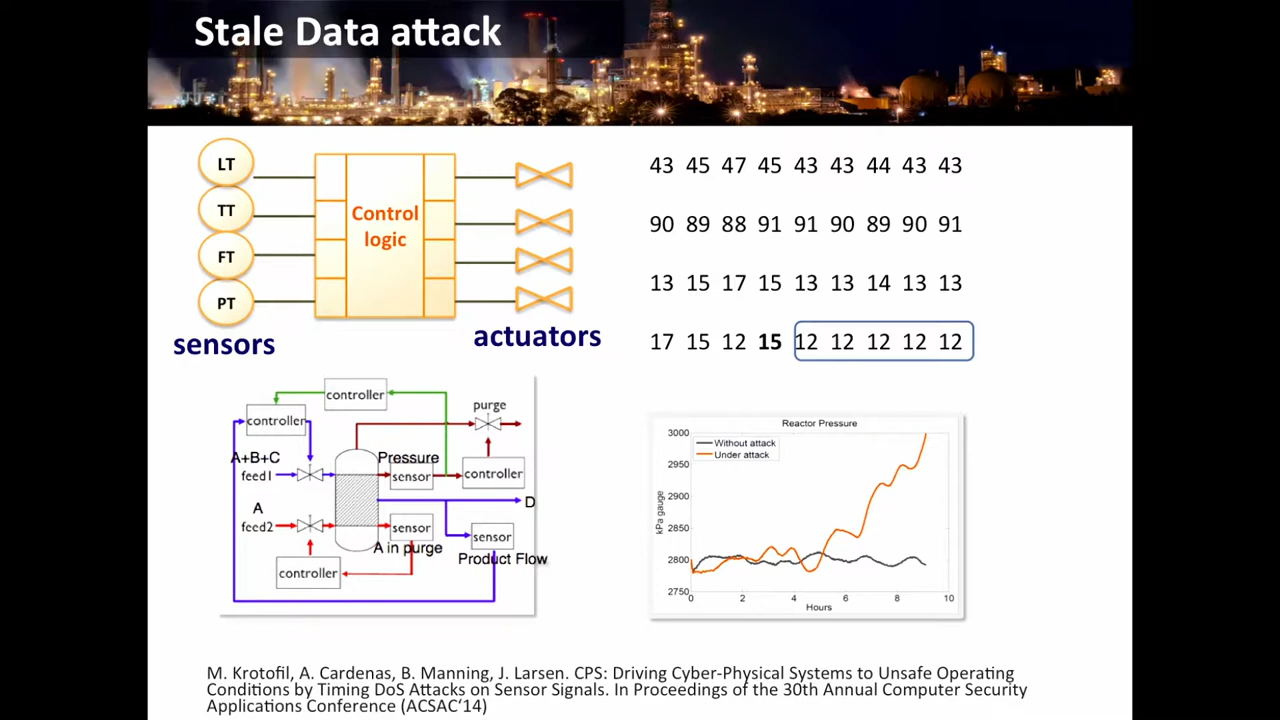 Stale Data attack
LT
TT
FT
PT
Control
logic
sensors
actuators
43 45 47 45 43 43 44 43 43
90 89 88 91 91 90 89 90 91
13 15 17 15 13 13 14 13 13
17 15 12 15 12 12 12 12 12
controller
controller
purge
A+B+C
feed1
Pressure
sensor
controller
A
feed2
D
sensor
A in purge
sensor
Product Flow
controller
Reactor Pressure
Without attack
Under attack
kPa gauge
3000
2950
2900
2850
2800
2750
0 2 4 6 8 10
Hours
M. Krotofil, A. Cardenas, B. Manning, J. Larsen. CPS: Driving Cyber-Physical Systems to Unsafe Operating
Conditions by Timing DoS Attacks on Sensor Signals. In Proceedings of the 30th Annual Computer Security
Applications Conference (ACSAC‘14)